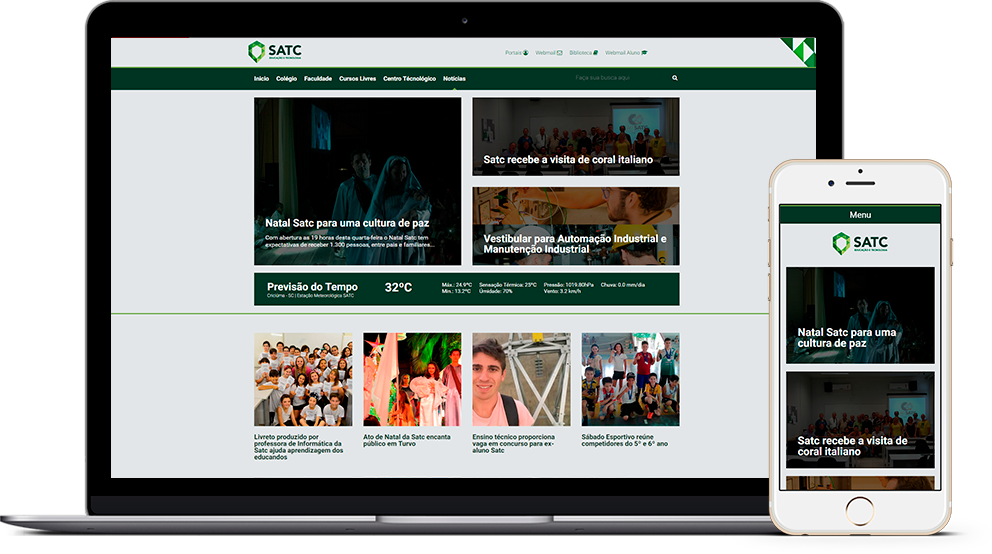 SATC
EDUCAÇÃO E TECNOLOGIA
Portais
Webmail
Biblioteca
Webmail Aluno
Início Colégio Faculdade Cursos Livres Centro Técnológico Notícias
Faça sua busca aqui
Natal Satc para uma cultura de paz
Com abertura as 19 horas deste quarta-feira o Natal Satc tem
expectativas de receber 1.300 pessoas, entre pais e familiares...
Satc recebe a visita de coral italiano
Vestibular para Automação Industrial e
Manutenção Industrial
Previsão do Tempo
Criciúma - SC | Estação Meteorológica SATC
32ºC
Máx.: 24.9ºC Sensação Térmica: 23ºC Pressão: 1019.80hPa Chuva: 0.0 mm/dia
Mín.: 13.2ºC Umidade: 70% Vento: 3.2 km/h
Livreto produzido por
professora de Informática da
Satc ajuda aprendizagem dos
educandos
Ato de Natal da Satc encanta
público em Turvo
Ensino técnico proporciona
vaga em concurso para ex-
aluno Satc
Sábado Esportivo reúne
competidores do 5º e 6º ano
Menu
SATC
EDUCAÇÃO E TECNOLOGIA
Natal Satc para uma
cultura de paz
Satc recebe a visita de
coral italiano